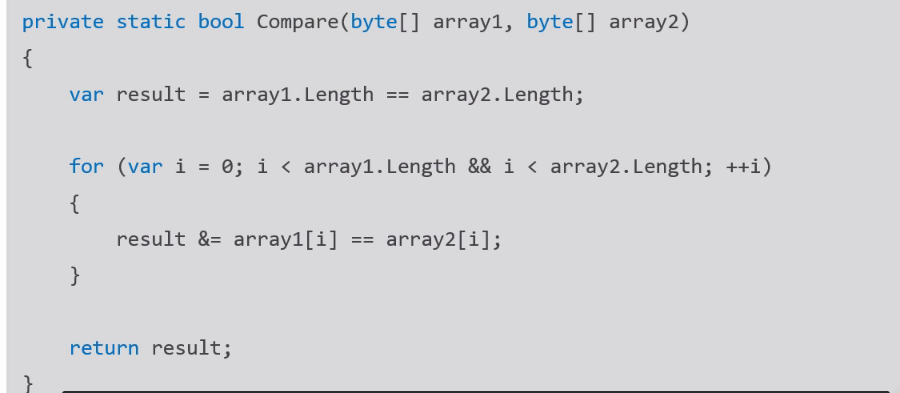 private static bool Compare(byte[] array1, byte[] array2)
{
    var result = array1.Length == array2.Length;

    for (var i = 0; i < array1.Length && i < array2.Length; ++i)
    {
        result &= array1[i] == array2[i];
    }

    return result;
}